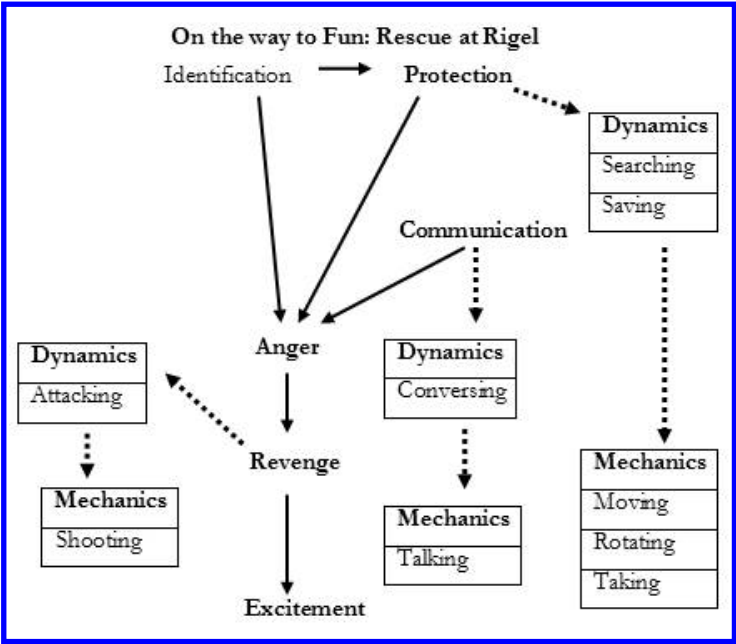 On the way to Fun: Rescue at Rigel
Identification
Protection
Dynamics
Searching
Saving
Communication
Anger
Dynamics
Attacking
Dynamics
Conversing
Revenge
Mechanics
Moving
Rotating
Taking
Mechanics
Shooting
Mechanics
Talking
Excitement